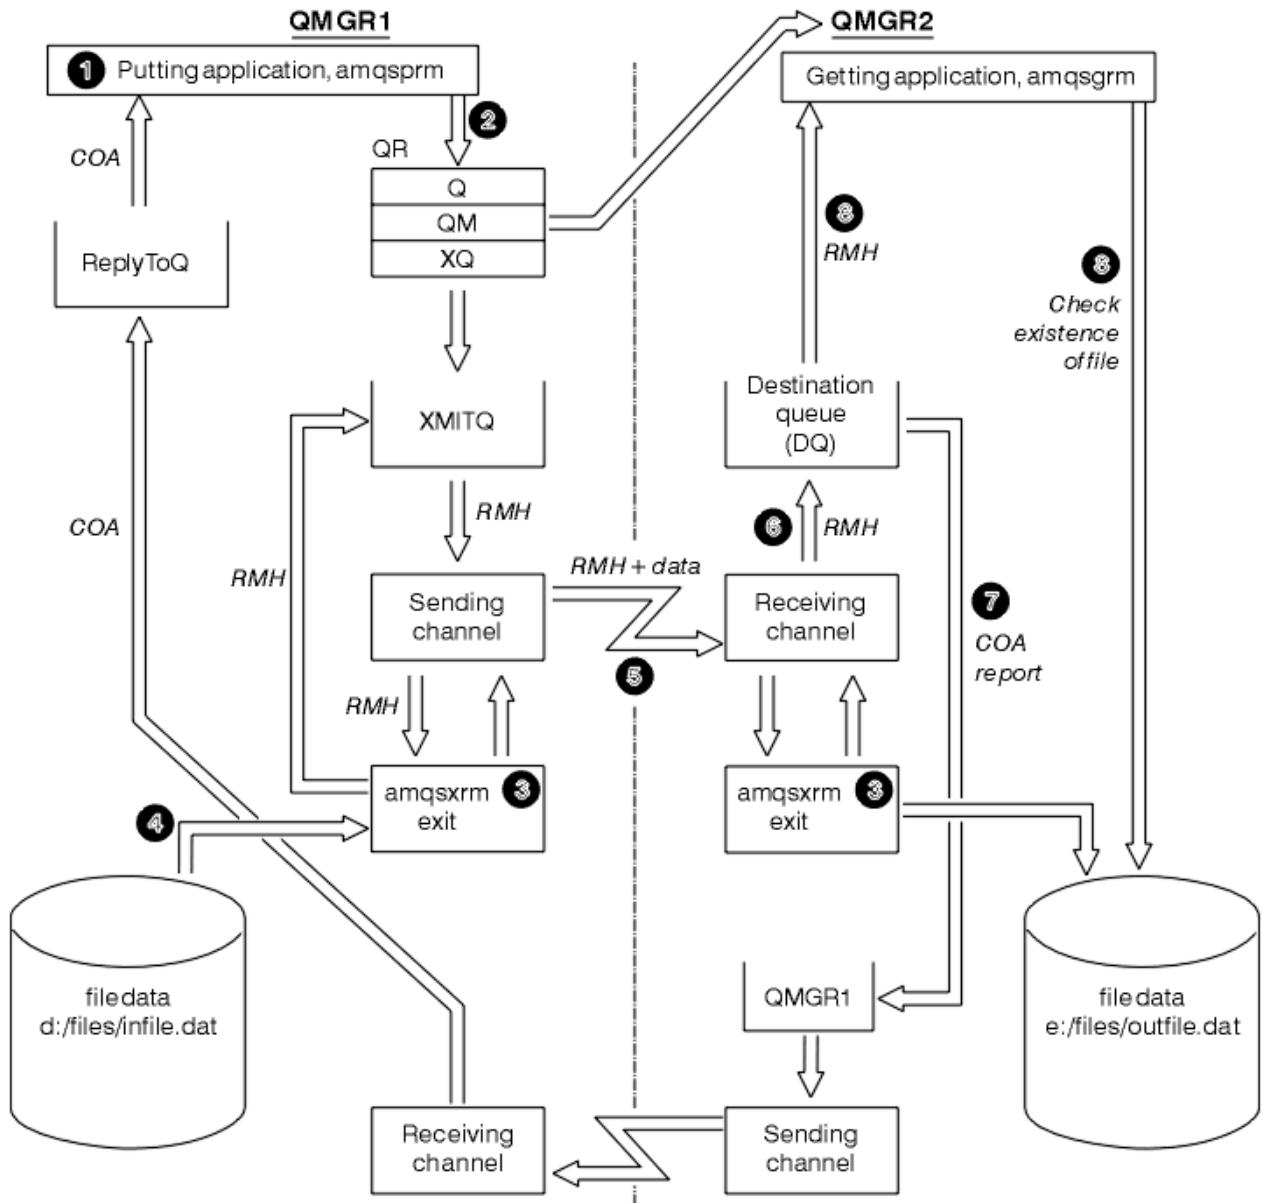 QMGR1
QMGR2
1 Putting application, amqsprm
Getting application, amqsgrm
2
COA
QR
Q
QM
XQ
ReplyToQ
8
RMH
8
Check
existence
of file
XMITQ
Destination
queue
(DQ)
RMH
6
RMH
COA
RMH
RMH + data
Sending
channel
Receiving
channel
7
COA
report
5
RMH
amqsxrm
exit
3
amqsxrm
exit
3
4
file data
d:/files/infile.dat
QMGR1
file data
e:/files/outfile.dat
Receiving
channel
Sending
channel